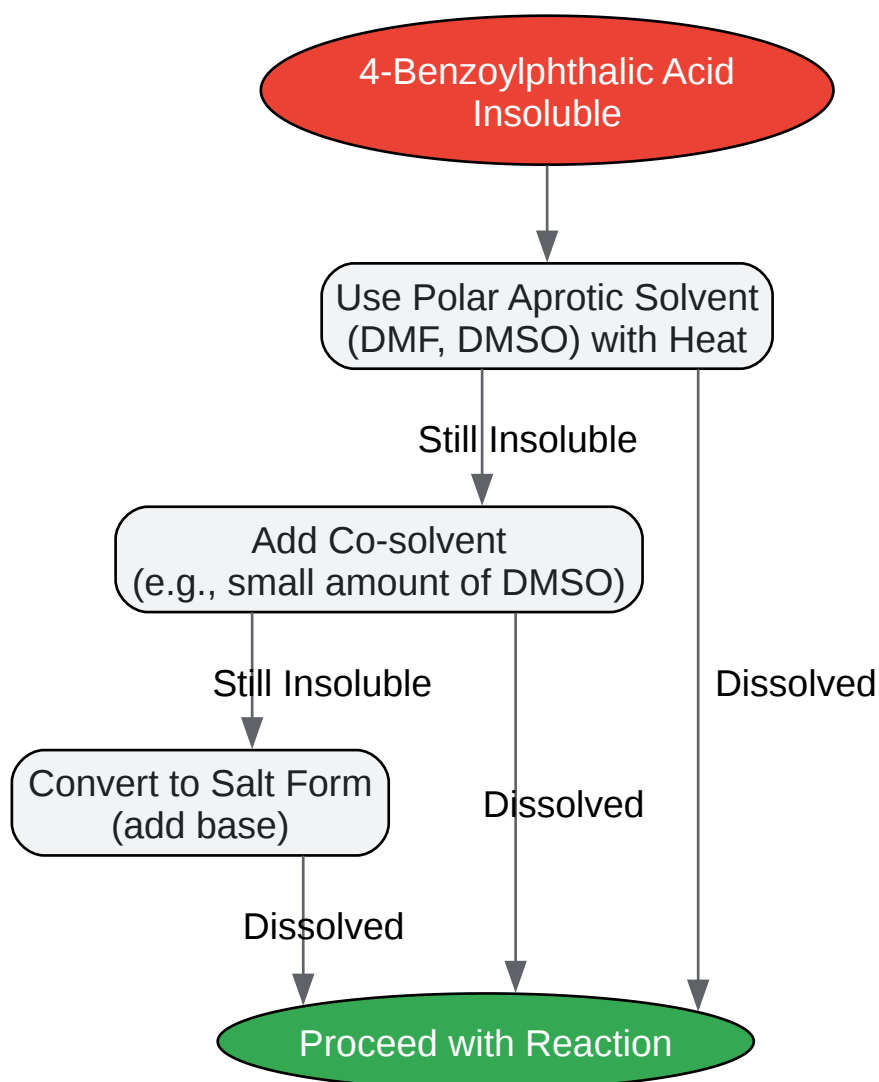 4-Benzoylphthalic Acid
Insoluble
Use Polar Aprotic Solvent
(DMF, DMSO) with Heat
Still Insoluble
Add Co-solvent
(e.g., small amount of DMSO)
Still Insoluble
Dissolved
Convert to Salt Form
(add base)
Dissolved
Dissolved
Proceed with Reaction